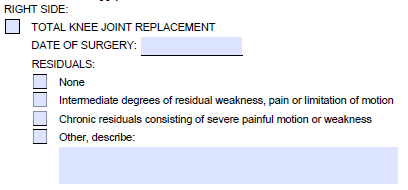 RIGHT SIDE:
TOTAL KNEE JOINT REPLACEMENT
DATE OF SURGERY:
RESIDUALS:
None
Intermediate degrees of residual weakness, pain or limitation of motion
Chronic residuals consisting of severe painful motion or weakness
Other, describe: